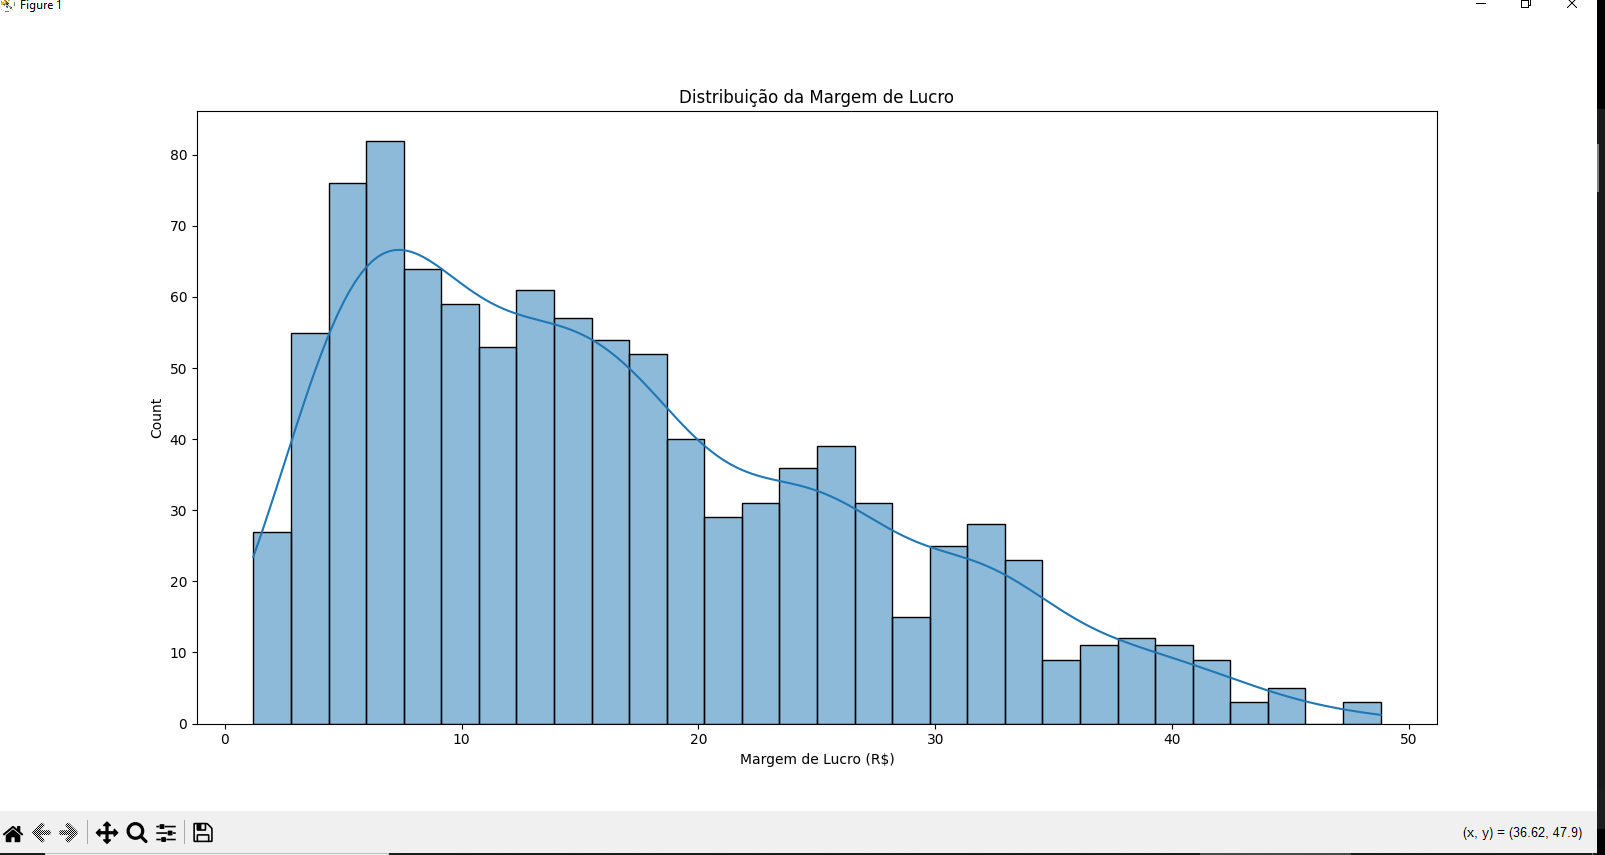 Figure 1
Distribuição da Margem de Lucro
80
70
60
50
40
30
20
10
0
Count
0 10 20 30 40 50
Margem de Lucro (R$)
(x, y) = (36.62, 47.9)